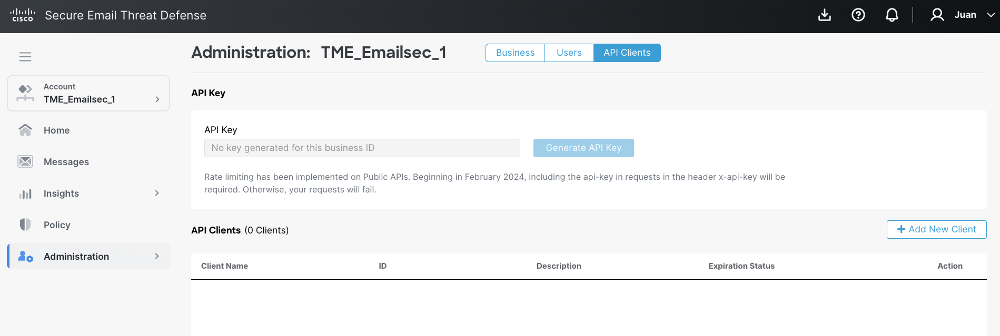 cisco Secure Email Threat Defense Juan
Administration: TME_Emailsec_1 Business Users API Clients
Account
TME_Emailsec_1
Home
Messages
Insights
Policy
Administration
API Key
API Key
No key generated for this business ID Generate API Key
Rate limiting has been implemented on Public APIs. Beginning in February 2024, including the api-key in requests in the header x-api-key will be
required. Otherwise, your requests will fail.
API Clients (0 Clients) + Add New Client
Client Name ID Description Expiration Status Action